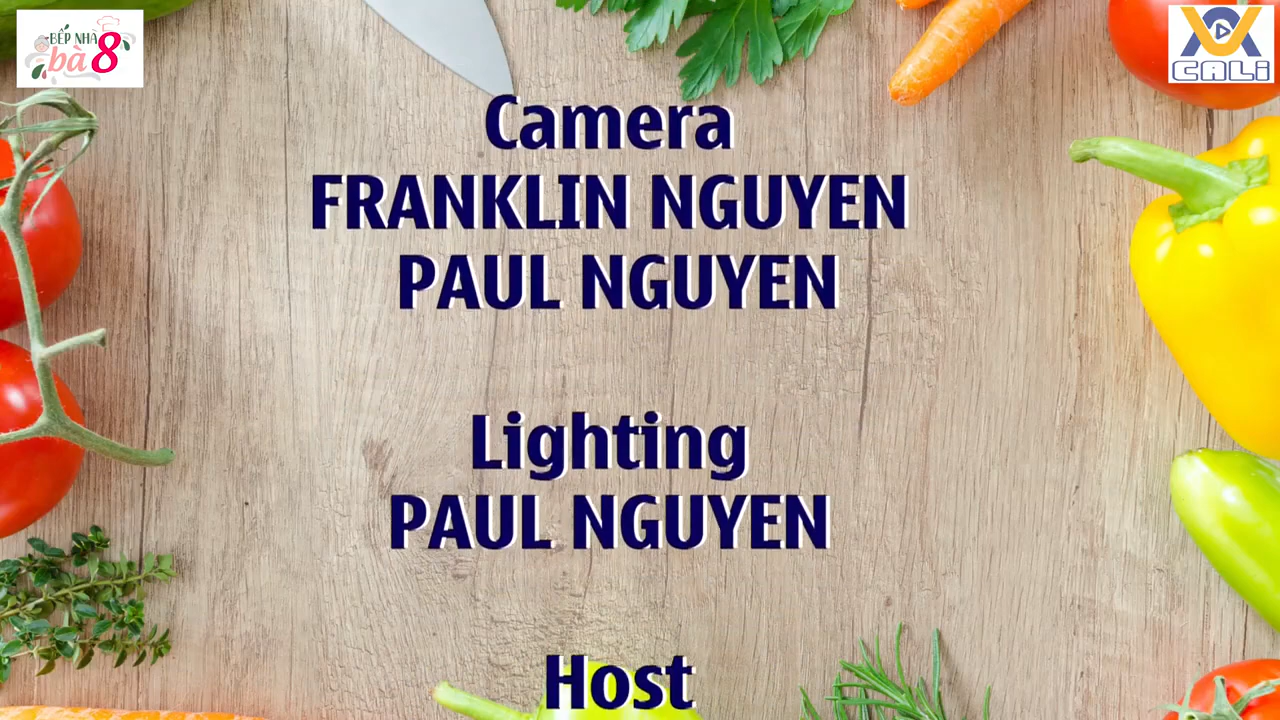 BẾP NHÀ
bà 8
CALi
Camera
FRANKLIN NGUYEN
PAUL NGUYEN
Lighting
PAUL NGUYEN
Host